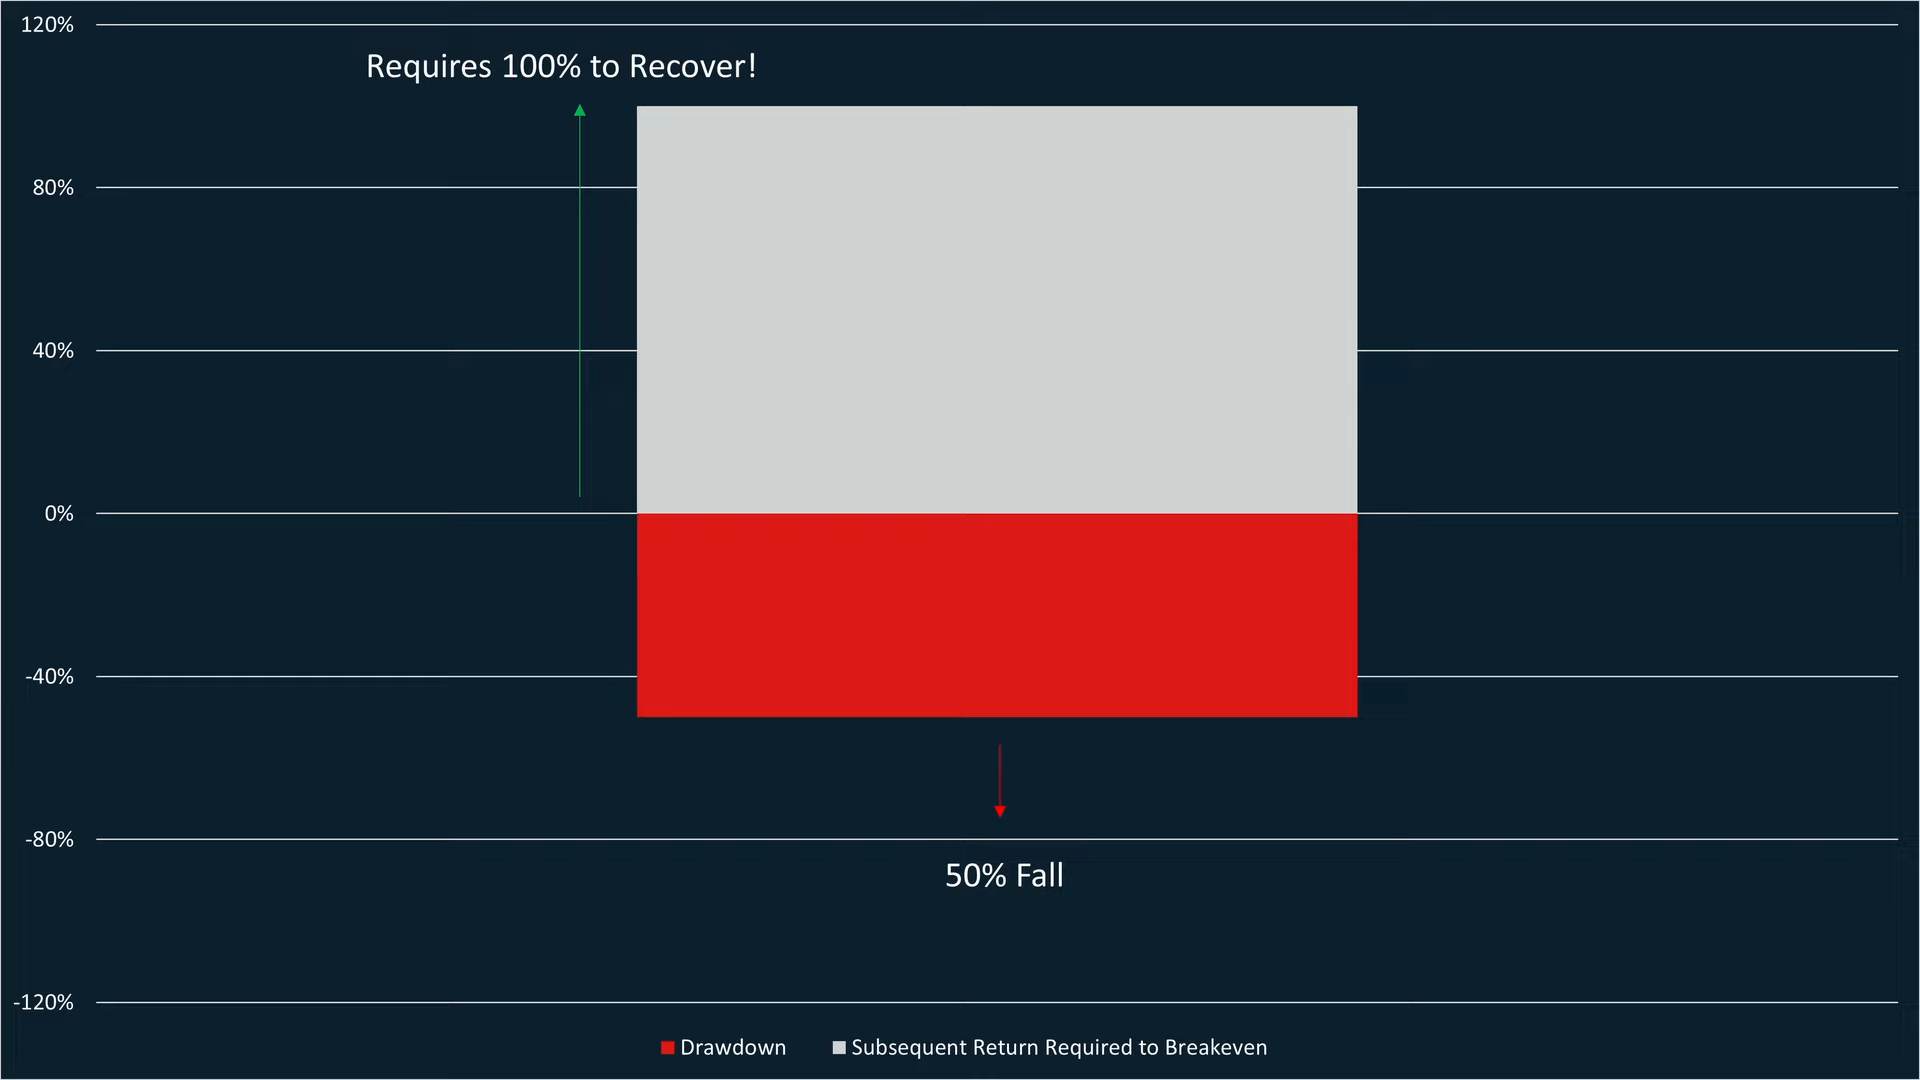 120%
Requires 100% to Recover!
80%
40%
0%
-40%
-80%
50% Fall
-120%
Drawdown
Subsequent Return Required to Breakeven